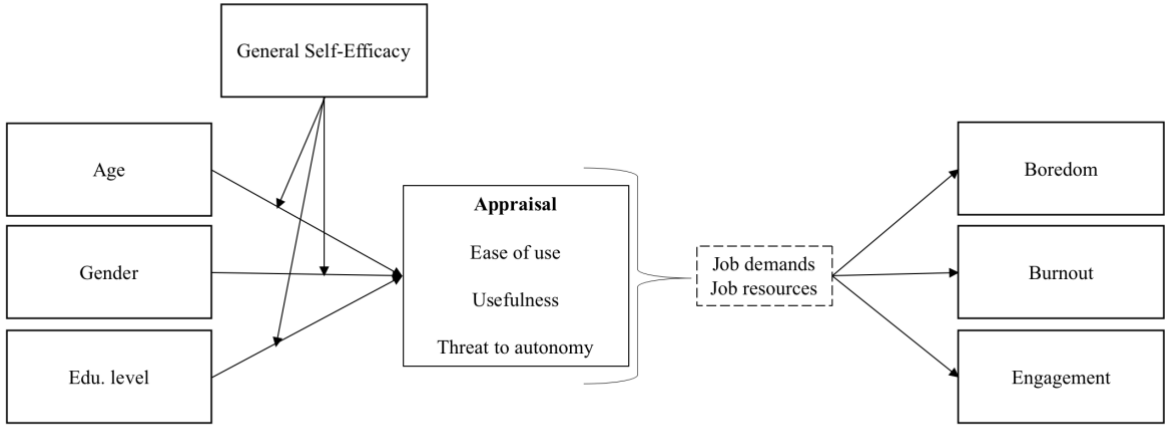 General Self-Efficacy
Age
Gender
Edu. level
Appraisal
Ease of use
Usefulness
Threat to autonomy
Job demands
Job resources
Boredom
Burnout
Engagement